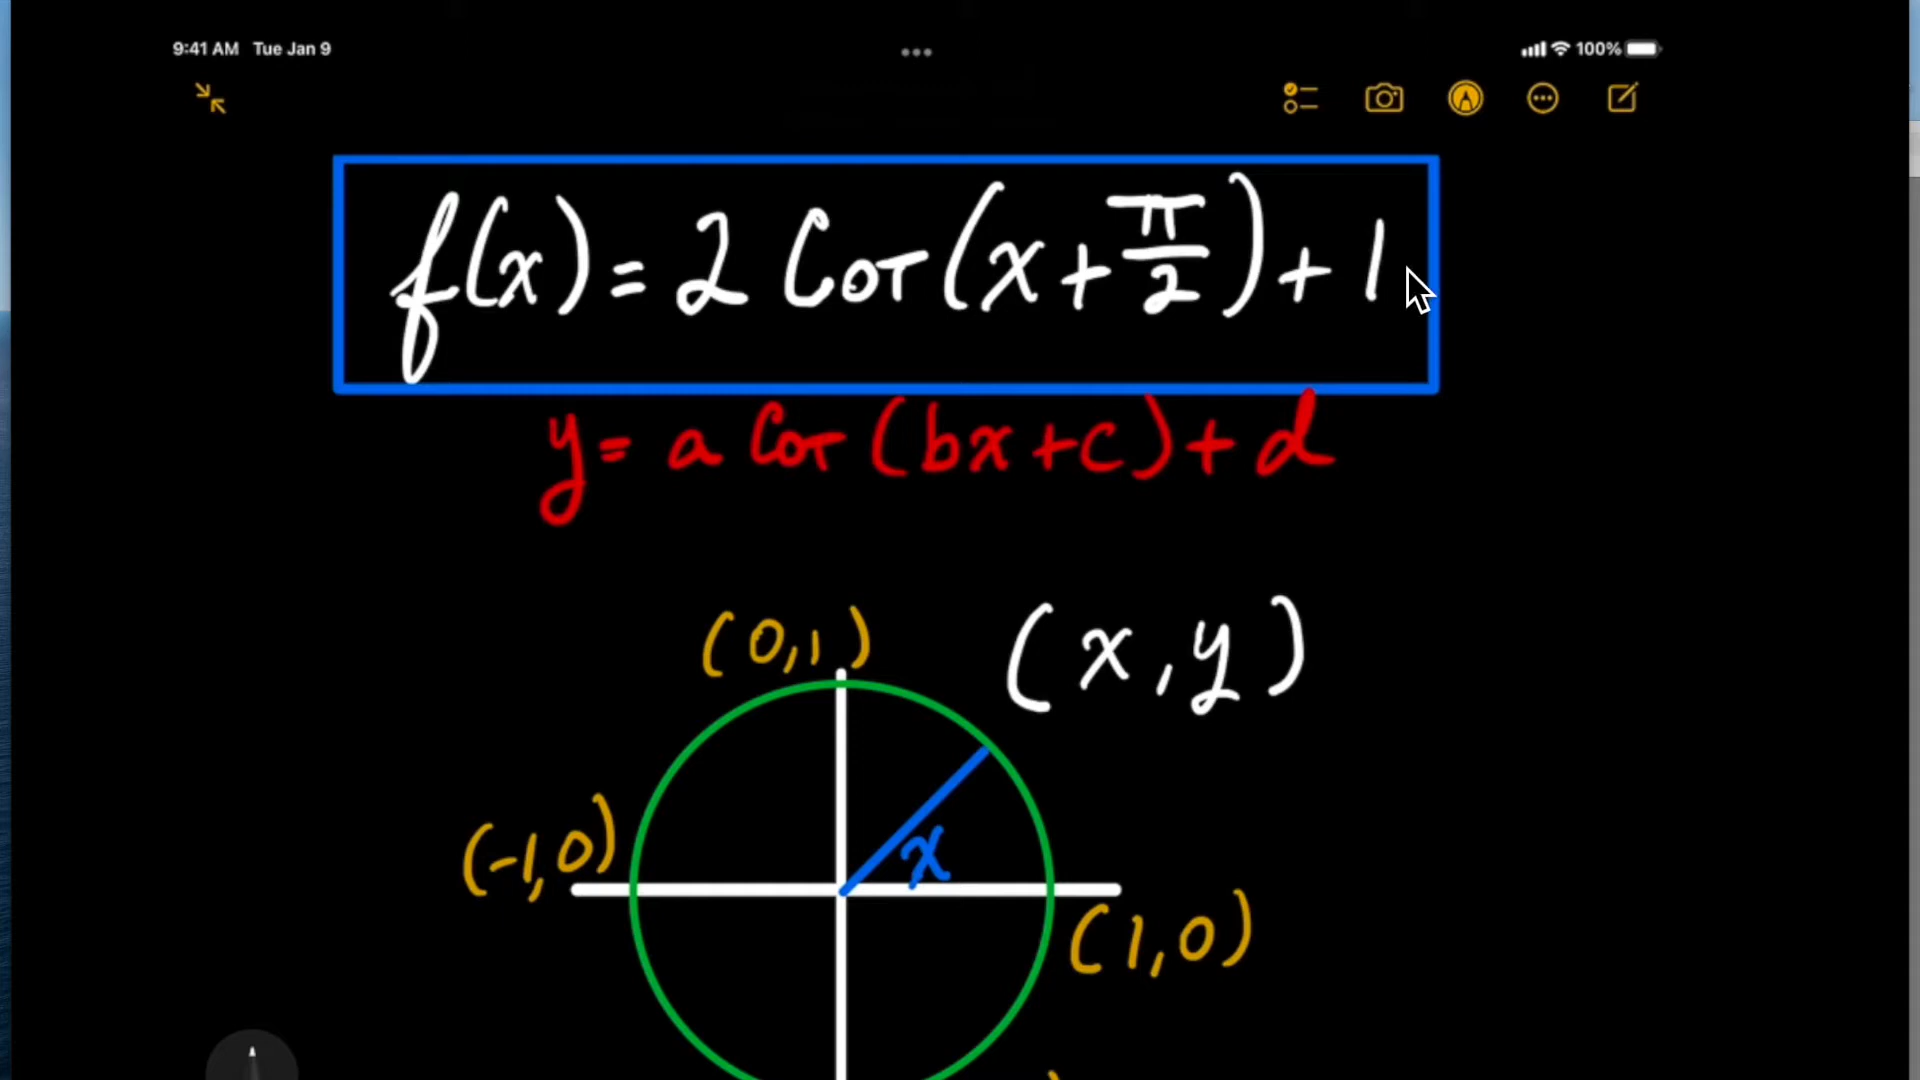 9:41 AM Tue Jan 9 100%
f(x) = 2 Cot(x + π/2) + 1
y = a Cot(bx + c) + d
(0,1) (x,y)
(-1,0) x
(1,0)